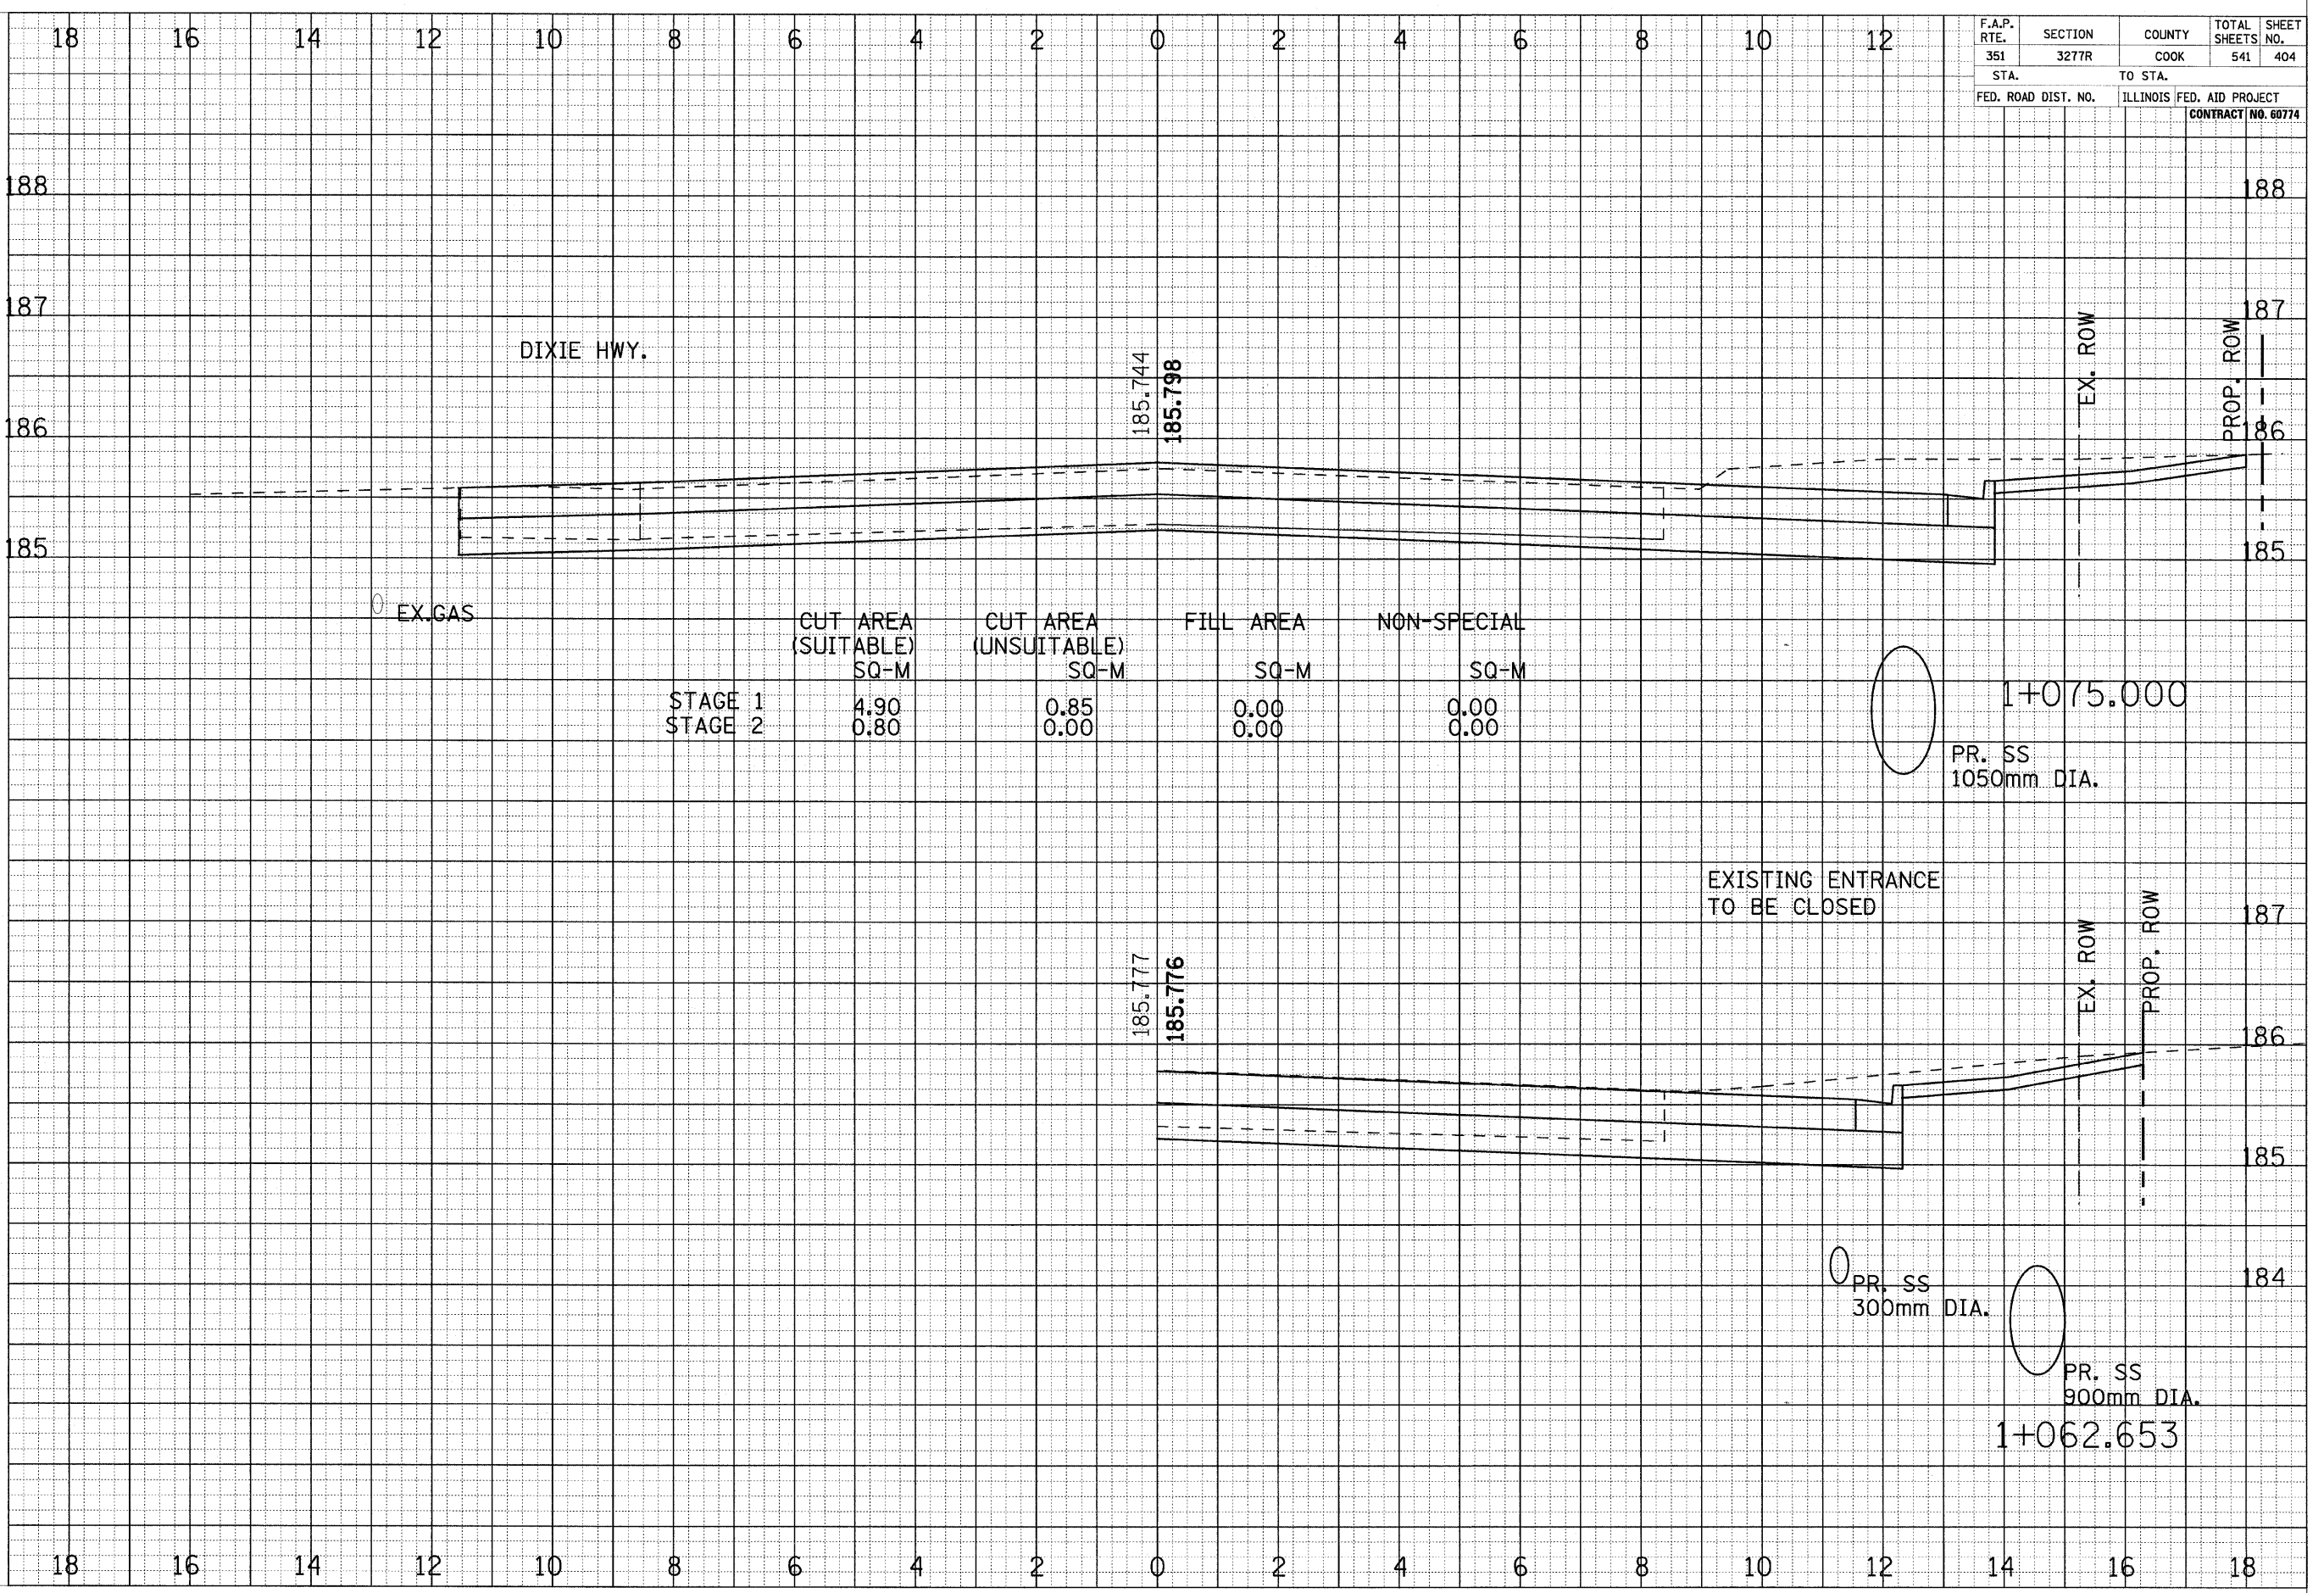 18 16 14 12 10 8 6 4 2 0 2 4 6 8 10 12
F.A.P. RTE. SECTION COUNTY TOTAL SHEETS SHEET NO.
351 3277R COOK 541 404
STA. TO STA.
FED. ROAD DIST. NO. ILLINOIS FED. AID PROJECT
CONTRACT NO. 60774
188 188
187 187
DIXIE HWY.
185.744
185.798
EX. ROW
PROP. ROW
186 186
185 185
EX.GAS
CUT AREA (SUITABLE) SQ-M
CUT AREA (UNSUITABLE) SQ-M
FILL AREA SQ-M
NON-SPECIAL SQ-M
STAGE 1 4.90 0.85 0.00 0.00
STAGE 2 0.80 0.00 0.00 0.00
1+075.000
PR. SS
1050mm DIA.
EXISTING ENTRANCE
TO BE CLOSED
187
185.777
185.776
EX. ROW
PROP. ROW
186
185
184
PR. SS
300mm DIA.
PR. SS
900mm DIA.
1+062.653
18 16 14 12 10 8 6 4 2 0 2 4 6 8 10 12 14 16 18